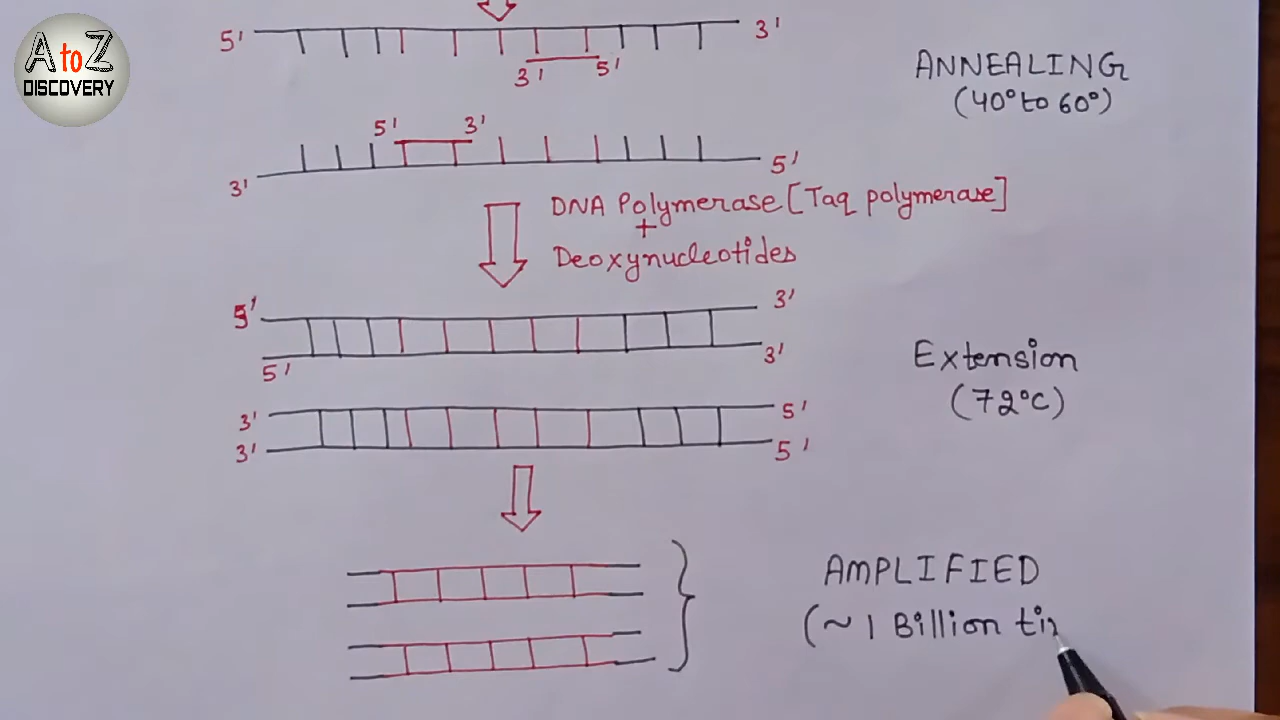 A to Z
DISCOVERY
5' 3'
3' 5'
ANNEALING
(40° to 60°)
5' 3'
3' 5'
DNA Polymerase [Taq polymerase]
+
Deoxynucleotides
5' 3'
5' 3'
Extension
(72°C)
3' 5'
3' 5'
AMPLIFIED
(~ 1 Billion